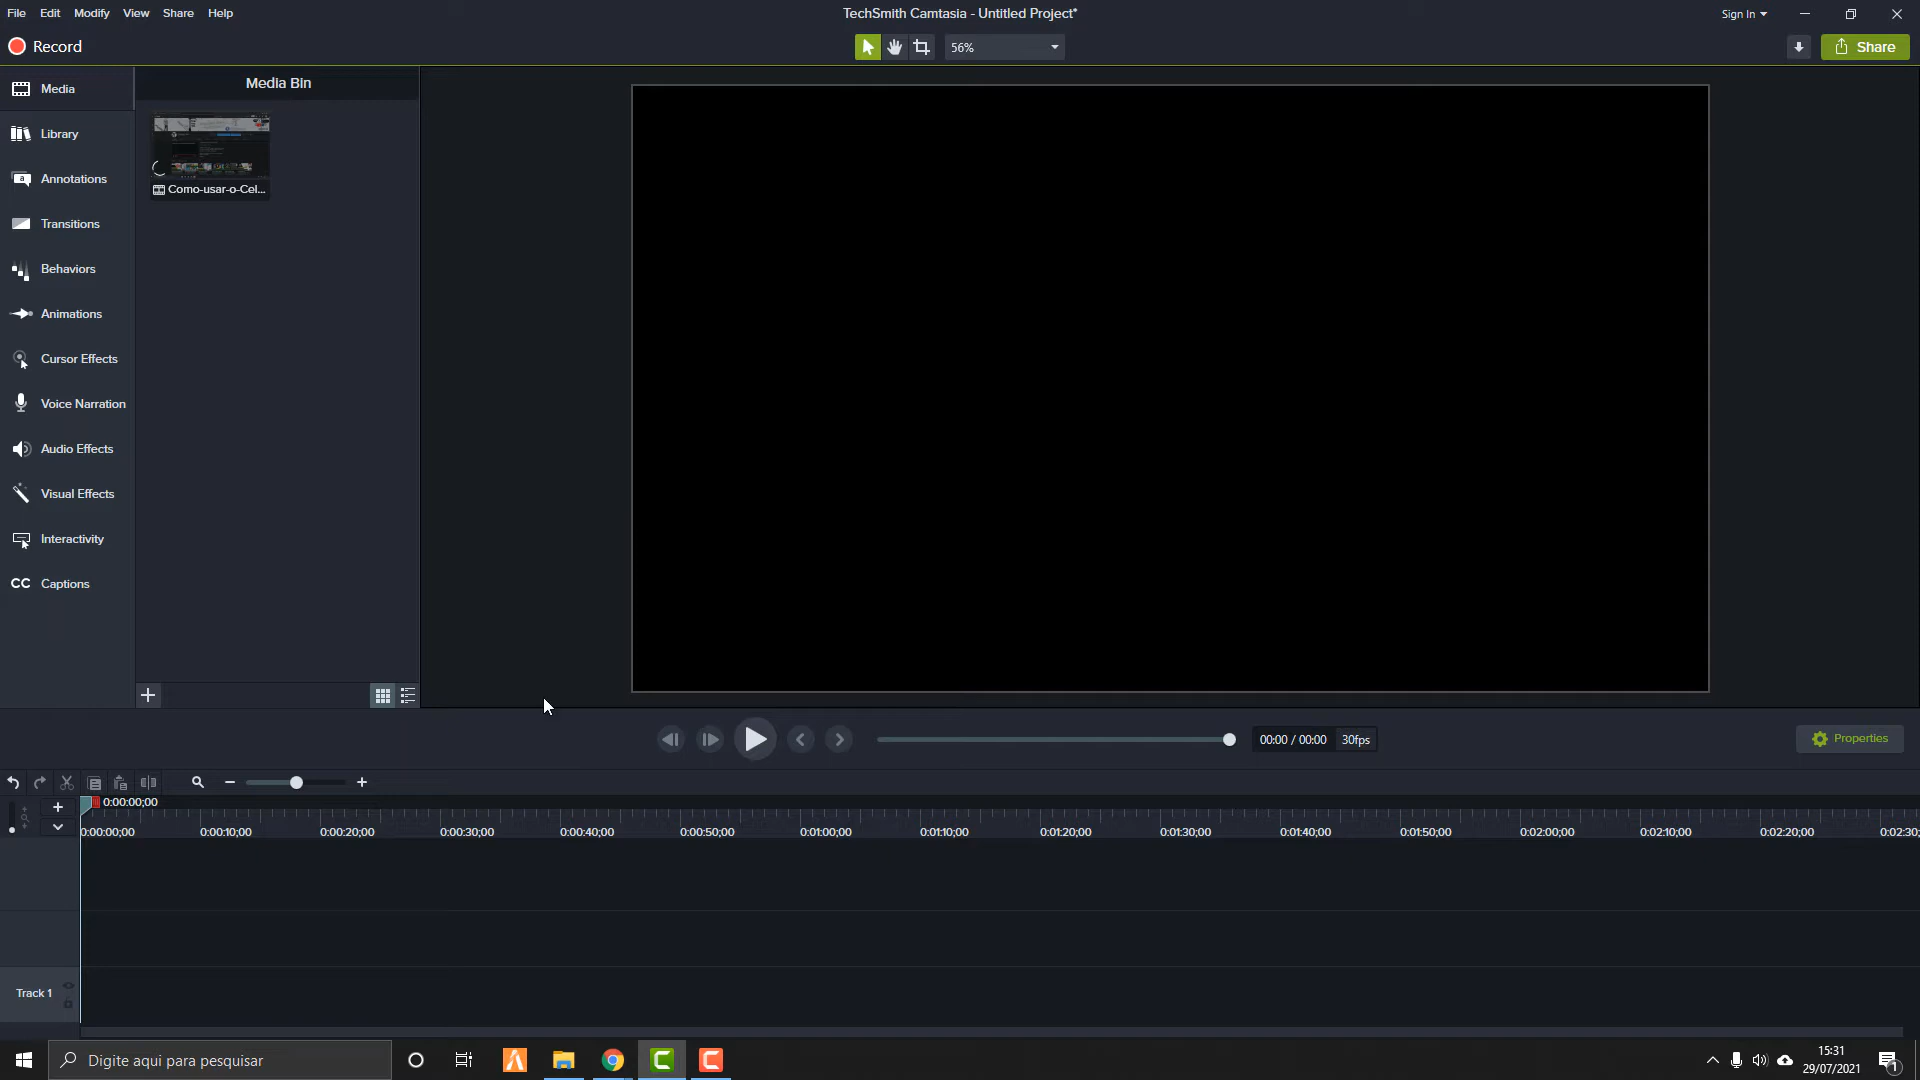 File Edit Modify View Share Help
TechSmith Camtasia - Untitled Project*
Sign In
Record
56%
Share
Media
Media Bin
Library
Como-usar-o-Cel...
Annotations
Transitions
Behaviors
Animations
Cursor Effects
Voice Narration
Audio Effects
Visual Effects
Interactivity
CC Captions
00:00 / 00:00 30fps
Properties
0:00:00;00
0:00:00;00 0:00:10;00 0:00:20;00 0:00:30;00 0:00:40;00 0:00:50;00 0:01:00;00 0:01:10;00 0:01:20;00 0:01:30;00 0:01:40;00 0:01:50;00 0:02:00;00 0:02:10;00 0:02:20;00 0:02:30;
Track 1
Digite aqui para pesquisar
15:31
29/07/2021
1